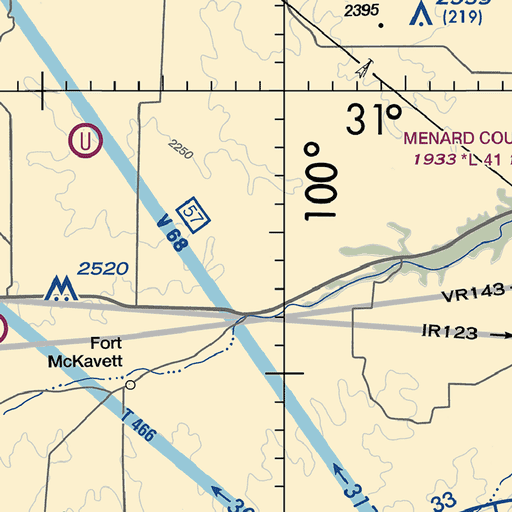 2395
(219)
31°
U
MENARD COU
1933 *L 41
2250
100°
57
V 68
2520
VR143
IR123
Fort
McKavett
T 466
33